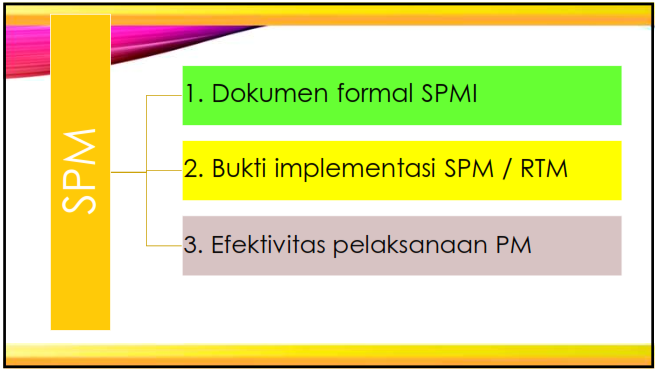 SPM
1. Dokumen formal SPMI
2. Bukti implementasi SPM / RTM
3. Efektivitas pelaksanaan PM